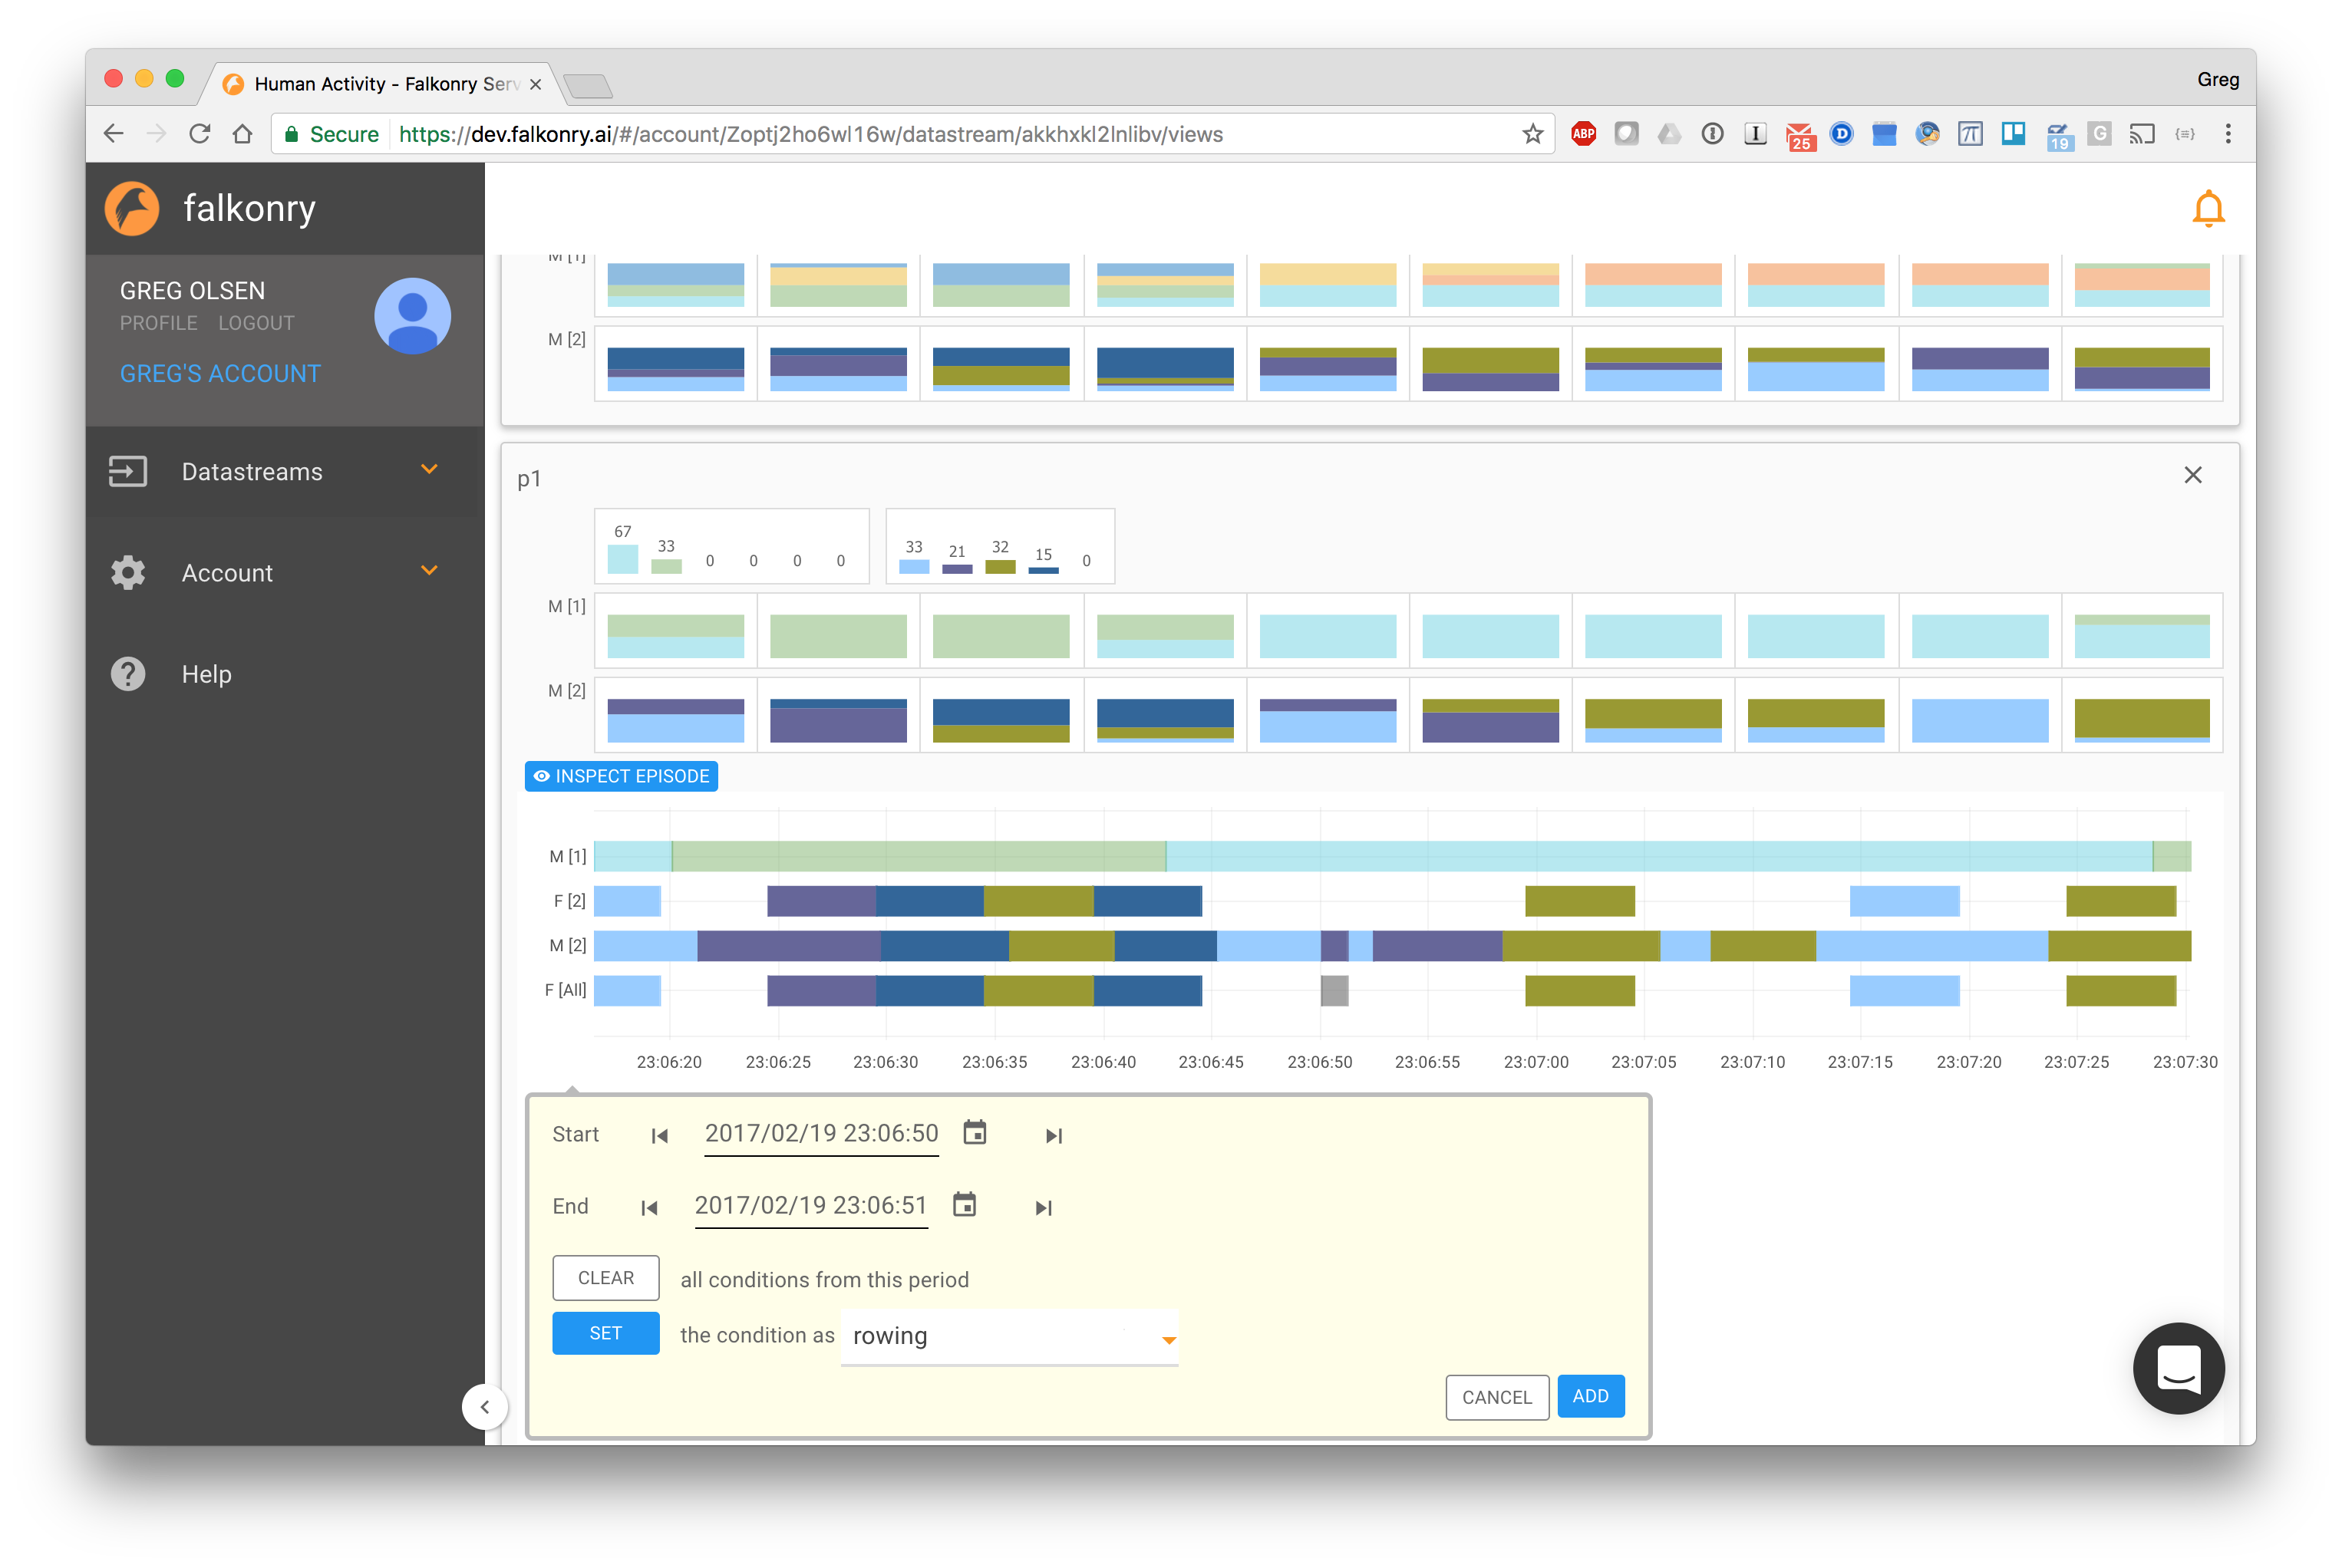 Human Activity - Falkonry Serv
Greg
Secure https://dev.falkonry.ai/#/account/Zoptj2ho6wl16w/datastream/akkhxkl2lnlibv/views
ABP 25 D π 19 G
falkonry
GREG OLSEN
PROFILE LOGOUT
GREG'S ACCOUNT
Datastreams
Account
Help
M [1]
M [2]
p1
67 33 0 0 0 0
33 21 32 15 0
M [1]
M [2]
INSPECT EPISODE
M [1]
F [2]
M [2]
F [All]
23:06:20 23:06:25 23:06:30 23:06:35 23:06:40 23:06:45 23:06:50 23:06:55 23:07:00 23:07:05 23:07:10 23:07:15 23:07:20 23:07:25 23:07:30
Start 2017/02/19 23:06:50
End 2017/02/19 23:06:51
CLEAR all conditions from this period
SET the condition as rowing
CANCEL ADD